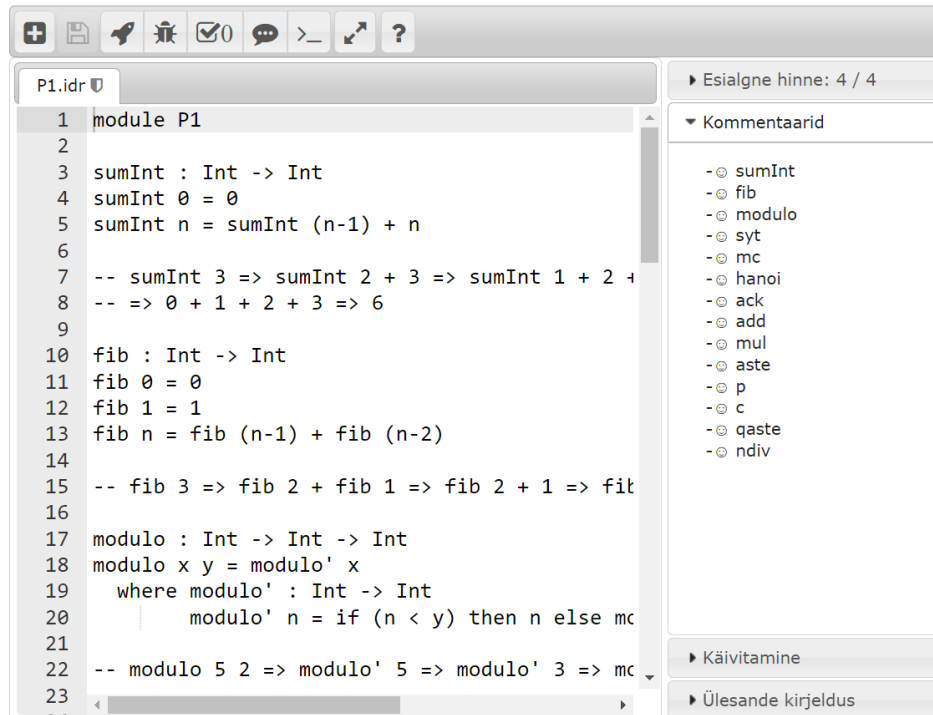 0 >_ ?
P1.idr
1 module P1
2
3 sumInt : Int -> Int
4 sumInt 0 = 0
5 sumInt n = sumInt (n-1) + n
6
7 -- sumInt 3 => sumInt 2 + 3 => sumInt 1 + 2 +
8 -- => 0 + 1 + 2 + 3 => 6
9
10 fib : Int -> Int
11 fib 0 = 0
12 fib 1 = 1
13 fib n = fib (n-1) + fib (n-2)
14
15 -- fib 3 => fib 2 + fib 1 => fib 2 + 1 => fib
16
17 modulo : Int -> Int -> Int
18 modulo x y = modulo' x
19 where modulo' : Int -> Int
20 modulo' n = if (n < y) then n else mo
21
22 -- modulo 5 2 => modulo' 5 => modulo' 3 => mo
23
Esialgne hinne: 4 / 4
Kommentaarid
-☺ sumInt
-☺ fib
-☺ modulo
-☺ syt
-☺ mc
-☺ hanoi
-☺ ack
-☺ add
-☺ mul
-☺ aste
-☺ p
-☺ c
-☺ qaste
-☺ ndiv
Käivitamine
Ülesande kirjeldus